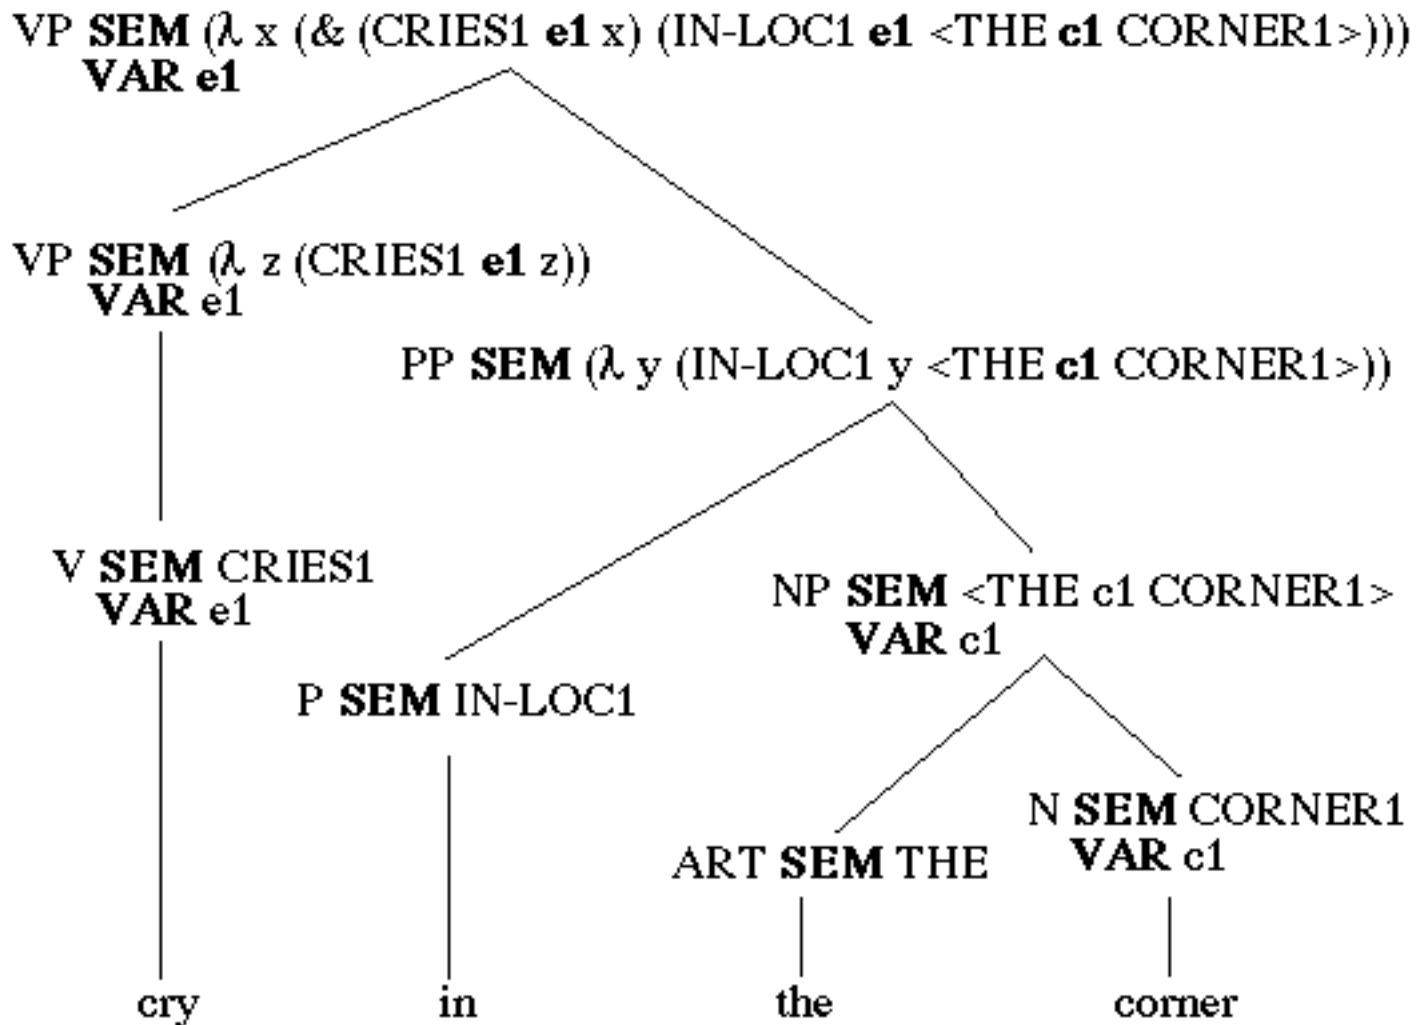 VP SEM (λ x (& (CRIES1 e1 x) (IN-LOC1 e1 <THE c1 CORNER1>)))
VAR e1
VP SEM (λ z (CRIES1 e1 z))
VAR e1
PP SEM (λ y (IN-LOC1 y <THE c1 CORNER1>))
V SEM CRIES1
VAR e1
NP SEM <THE c1 CORNER1>
VAR c1
P SEM IN-LOC1
N SEM CORNER1
VAR c1
ART SEM THE
cry in the corner